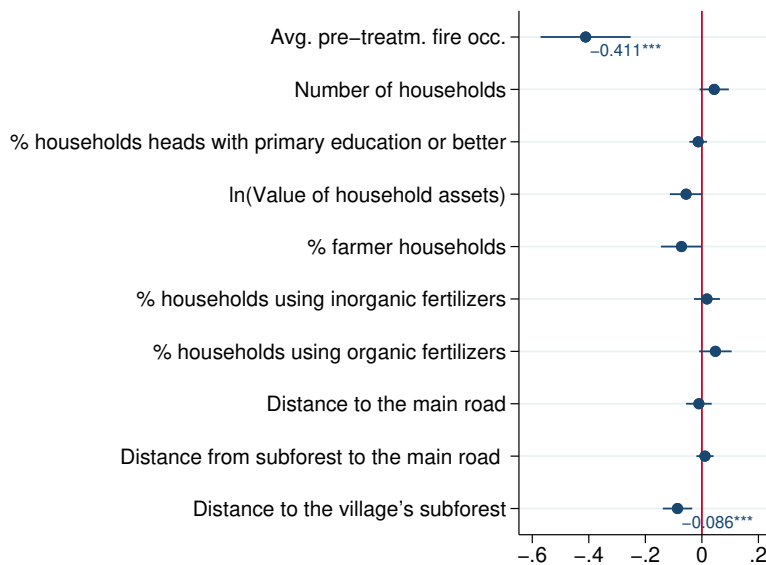 Avg. pre−treatm. fire occ.
−0.411***
Number of households
% households heads with primary education or better
ln(Value of household assets)
% farmer households
% households using inorganic fertilizers
% households using organic fertilizers
Distance to the main road
Distance from subforest to the main road
Distance to the village's subforest
−0.086***
−.6 −.4 −.2 0 .2